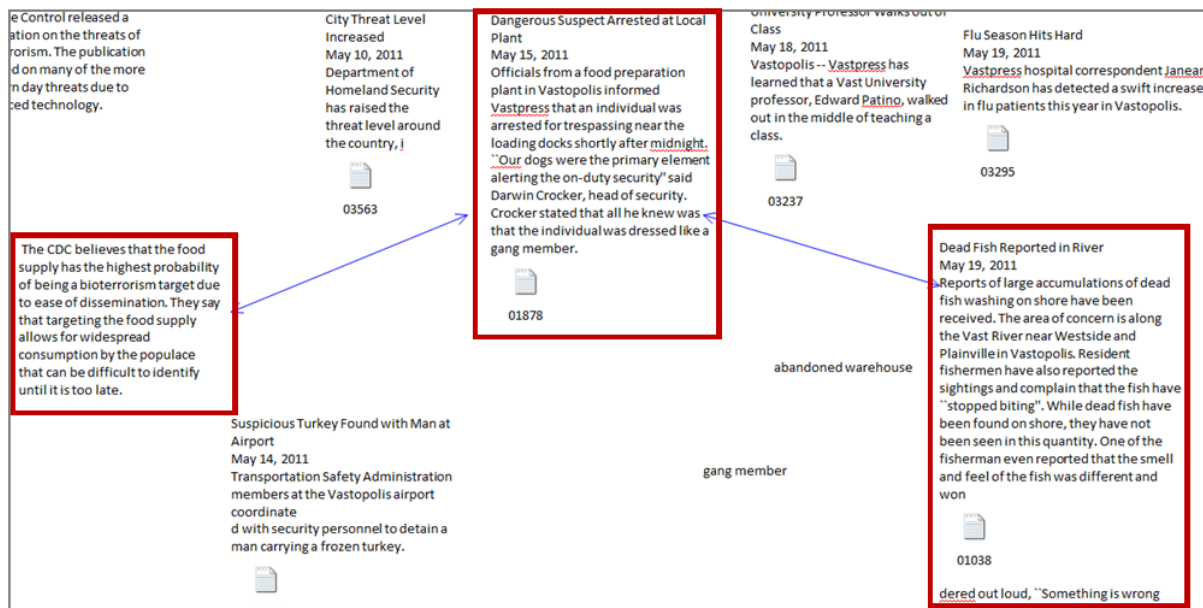 e Control released a
ation on the threats of
rorism. The publication
ed on many of the more
n day threats due to
ced technology.
City Threat Level
Increased
May 10, 2011
Department of
Homeland Security
has raised the
threat level around
the country, i
03563
Dangerous Suspect Arrested at Local
Plant
May 15, 2011
Officials from a food preparation
plant in Vastopolis informed
Vastpress that an individual was
arrested for trespassing near the
loading docks shortly after midnight.
``Our dogs were the primary element
alerting the on-duty security" said
Darwin Crocker, head of security.
Crocker stated that all he knew was
that the individual was dressed like a
gang member.
01878
University Professor Walks out of
Class
May 18, 2011
Vastopolis -- Vastpress has
learned that a Vast University
professor, Edward Patino, walked
out in the middle of teaching a
class.
03237
Flu Season Hits Hard
May 19, 2011
Vastpress hospital correspondent Janean
Richardson has detected a swift increase
in flu patients this year in Vastopolis.
03295
The CDC believes that the food
supply has the highest probability
of being a bioterrorism target due
to ease of dissemination. They say
that targeting the food supply
allows for widespread
consumption by the populace
that can be difficult to identify
until it is too late.
Suspicious Turkey Found with Man at
Airport
May 14, 2011
Transportation Safety Administration
members at the Vastopolis airport
coordinate
d with security personnel to detain a
man carrying a frozen turkey.
abandoned warehouse
gang member
Dead Fish Reported in River
May 19, 2011
Reports of large accumulations of dead
fish washing on shore have been
received. The area of concern is along
the Vast River near Westside and
Plainville in Vastopolis. Resident
fishermen have also reported the
sightings and complain that the fish have
``stopped biting". While dead fish have
been found on shore, they have not
been seen in this quantity. One of the
fisherman even reported that the smell
and feel of the fish was different and
won
01038
dered out loud, ``Something is wrong